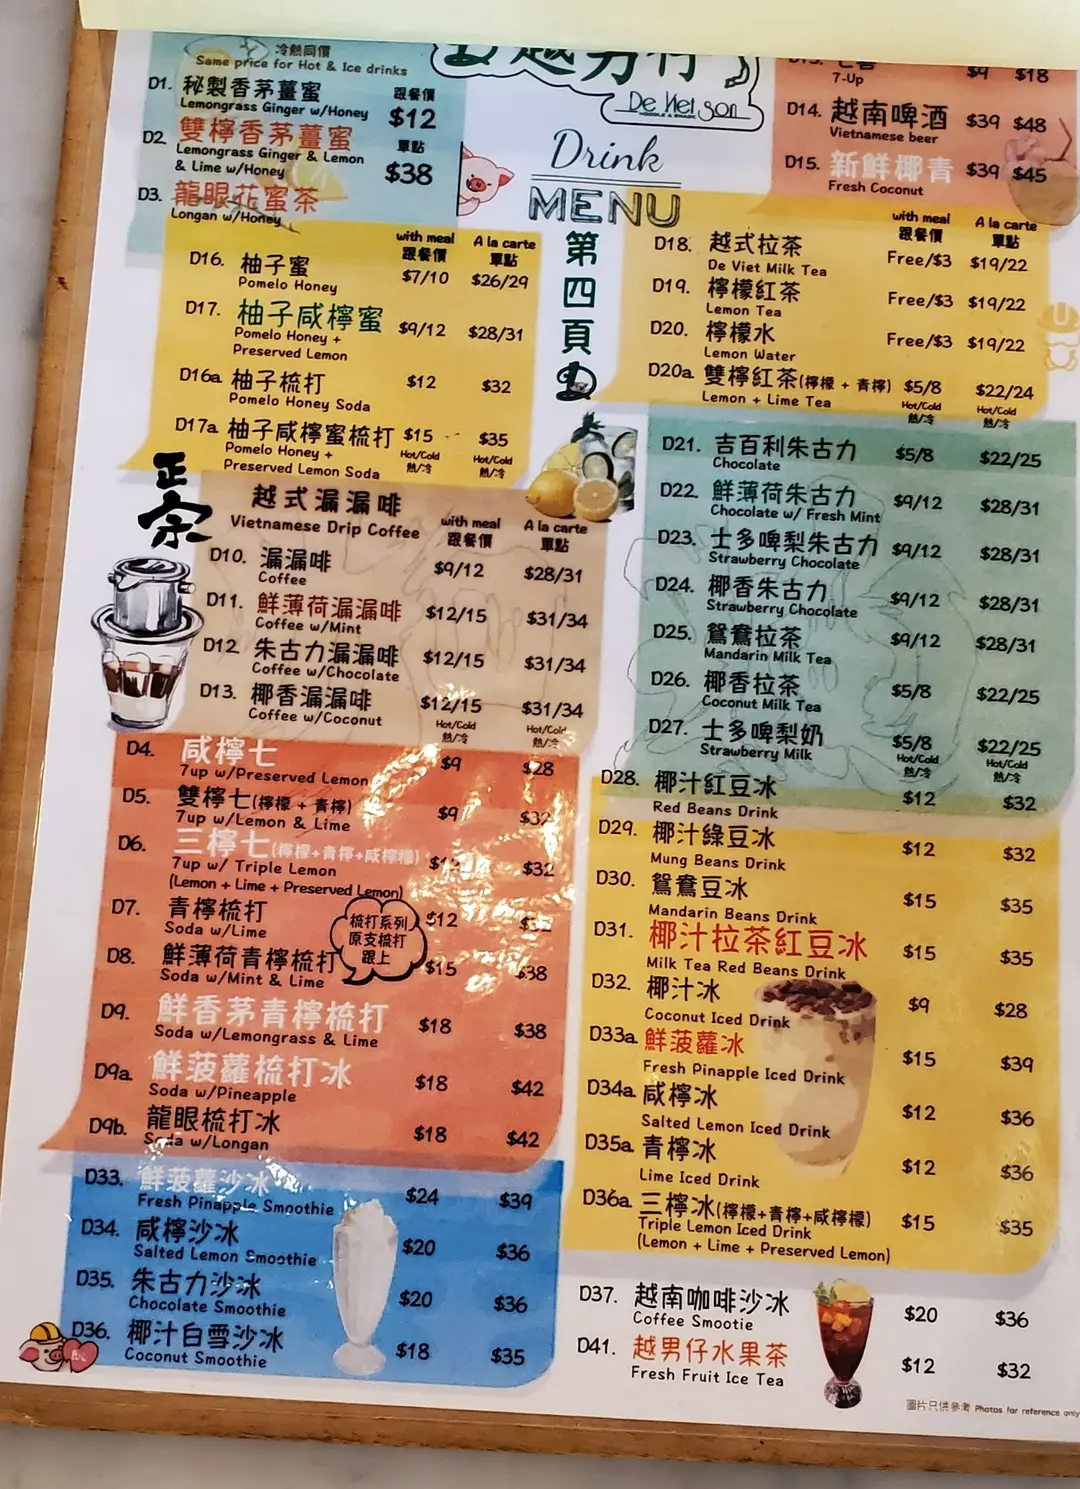 冷熱同價
Same price for Hot & Ice drinks
D1. 秘製香茅薑蜜 跟餐價
Lemongrass Ginger w/Honey $12
D2. 雙檸香茅薑蜜 單點
Lemongrass Ginger & Lemon
& Lime w/Honey $38
D3. 龍眼花蜜茶
Longan w/Honey
越男仔
De Viet Son
Drink
MENU
第四頁
7-Up $9 $18
D14. 越南啤酒 $39 $48
Vietnamese beer
D15. 新鮮椰青 $39 $45
Fresh Coconut
with meal A la carte
跟餐價 單點
D16. 柚子蜜 $7/10 $26/29
Pomelo Honey
D17. 柚子咸檸蜜 $9/12 $28/31
Pomelo Honey +
Preserved Lemon
D16a 柚子梳打 $12 $32
Pomelo Honey Soda
D17a 柚子咸檸蜜梳打 $15 $35
Pomelo Honey + Hot/Cold Hot/Cold
Preserved Lemon Soda 熱/冷 熱/冷
with meal A la carte
跟餐價 單點
D18. 越式拉茶 Free/$3 $19/22
De Viet Milk Tea
D19. 檸檬紅茶 Free/$3 $19/22
Lemon Tea
D20. 檸檬水 Free/$3 $19/22
Lemon Water
D20a 雙檸紅茶(檸檬 + 青檸) $5/8 $22/24
Lemon + Lime Tea Hot/Cold Hot/Cold
熱/冷 熱/冷
正宗
越式漏漏啡
Vietnamese Drip Coffee
with meal A la carte
跟餐價 單點
D10. 漏漏啡 $9/12 $28/31
Coffee
D11. 鮮薄荷漏漏啡 $12/15 $31/34
Coffee w/Mint
D12 朱古力漏漏啡 $12/15 $31/34
Coffee w/Chocolate
D13. 椰香漏漏啡 $12/15 $31/34
Coffee w/Coconut Hot/Cold Hot/Cold
熱/冷 熱/冷
D21. 吉百利朱古力 $5/8 $22/25
Chocolate
D22. 鮮薄荷朱古力 $9/12 $28/31
Chocolate w/ Fresh Mint
D23. 士多啤梨朱古力 $9/12 $28/31
Strawberry Chocolate
D24. 椰香朱古力 $9/12 $28/31
Strawberry Chocolate
D25. 鴛鴦拉茶 $9/12 $28/31
Mandarin Milk Tea
D26. 椰香拉茶 $5/8 $22/25
Coconut Milk Tea
D27. 士多啤梨奶 $5/8 $22/25
Strawberry Milk Hot/Cold Hot/Cold
熱/冷 熱/冷
D4. 咸檸七 $9 $28
7up w/Preserved Lemon
D5. 雙檸七(檸檬 + 青檸) $9 $32
7up w/Lemon & Lime
D6. 三檸七(檸檬+青檸+咸檸檬) $32
7up w/ Triple Lemon
(Lemon + Lime + Preserved Lemon)
D7. 青檸梳打 $12
Soda w/Lime
梳打系列
原支梳打
跟上
D8. 鮮薄荷青檸梳打 $15 $38
Soda w/Mint & Lime
D9. 鮮香茅青檸梳打 $18 $38
Soda w/Lemongrass & Lime
D9a. 鮮菠蘿梳打冰 $18 $42
Soda w/Pineapple
D9b. 龍眼梳打冰 $18 $42
Soda w/Longan
D28. 椰汁紅豆冰 $12 $32
Red Beans Drink
D29. 椰汁綠豆冰 $12 $32
Mung Beans Drink
D30. 鴛鴦豆冰 $15 $35
Mandarin Beans Drink
D31. 椰汁拉茶紅豆冰 $15 $35
Milk Tea Red Beans Drink
D32. 椰汁冰 $9 $28
Coconut Iced Drink
D33a 鮮菠蘿冰 $15 $39
Fresh Pinapple Iced Drink
D34a 咸檸冰 $12 $36
Salted Lemon Iced Drink
D35a 青檸冰 $12 $36
Lime Iced Drink
D36a 三檸冰(檸檬+青檸+咸檸檬) $15 $35
Triple Lemon Iced Drink
(Lemon + Lime + Preserved Lemon)
D33. 鮮菠蘿沙冰 $24 $39
Fresh Pinapple Smoothie
D34. 咸檸沙冰 $20 $36
Salted Lemon Smoothie
D35. 朱古力沙冰 $20 $36
Chocolate Smoothie
D36. 椰汁白雪沙冰 $18 $35
Coconut Smoothie
D37. 越南咖啡沙冰 $20 $36
Coffee Smootie
D41. 越男仔水果茶 $12 $32
Fresh Fruit Ice Tea
圖片只供參考 Photos for reference only